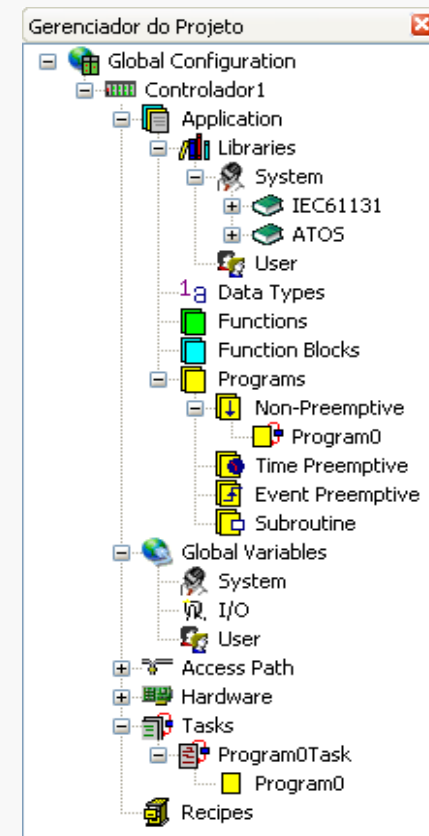 Gerenciador do Projeto
Global Configuration
Controlador1
Application
Libraries
System
IEC61131
ATOS
User
1a Data Types
Functions
Function Blocks
Programs
Non-Preemptive
Program0
Time Preemptive
Event Preemptive
Subroutine
Global Variables
System
I/O
User
Access Path
Hardware
Tasks
Program0Task
Program0
Recipes